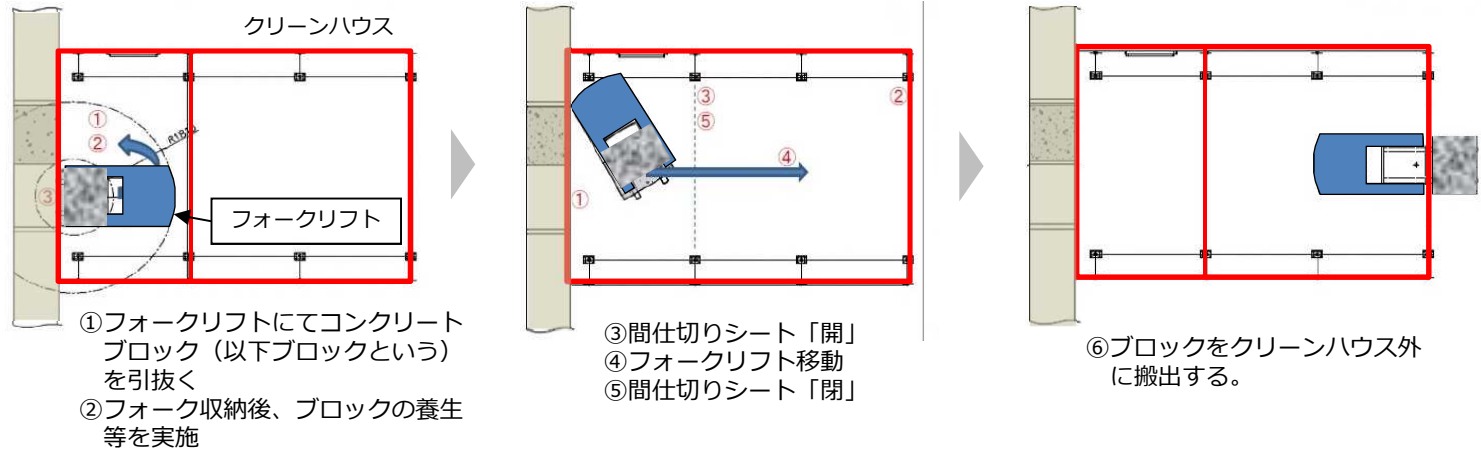 クリーンハウス
①
②
R1810
③
フォークリフト
①フォークリフトにてコンクリート
ブロック（以下ブロックという）
を引抜く
②フォーク収納後、ブロックの養生
等を実施
③
⑤
②
④
①
③間仕切りシート「開」
④フォークリフト移動
⑤間仕切りシート「閉」
⑥ブロックをクリーンハウス外
に搬出する。